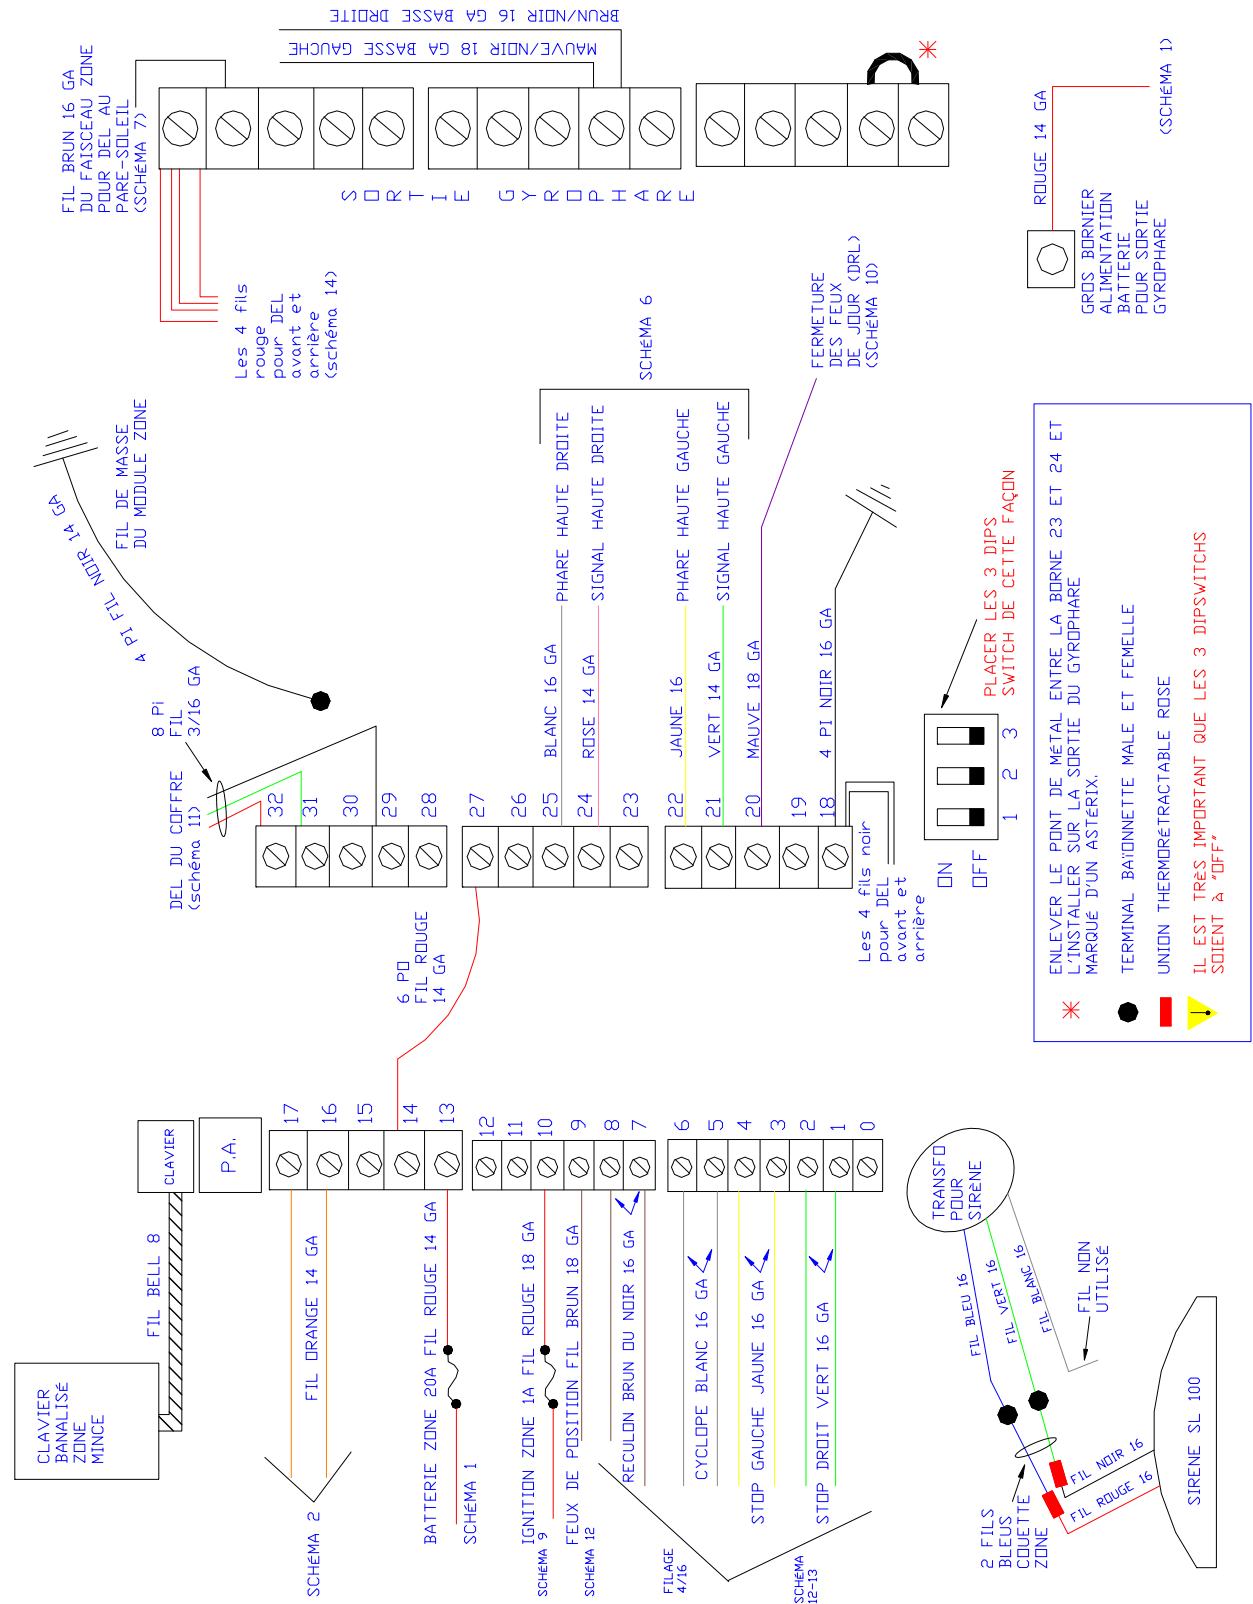 BRUN/NOIR 16 GA BASSE DROITE
MAUVE/NOIR 18 GA BASSE GAUCHE
FIL BRUN 16 GA
DU FAISCEAU ZONE
POUR DEL AU
PARE-SOLEIL
(SCHÉMA 7)
SORTIE GYROPHARE
Les 4 fils
rouge
pour DEL
avant et
arrière
(schéma 14)
ROUGE 14 GA
(SCHÉMA 1)
GROS BORNIER
ALIMENTATION
BATTERIE
POUR SORTIE
GYROPHARE
4 PI FIL NOIR 14 GA
FIL DE MASSE
DU MODULE ZONE
8 Pi
FIL
3/16 GA
DEL DU COFFRE
(schéma 11)
32
31
30
29
28
27
26
25
24
23
22
21
20
19
18
BLANC 16 GA
PHARE HAUTE DROITE
ROSE 14 GA
SIGNAL HAUTE DROITE
JAUNE 16
PHARE HAUTE GAUCHE
VERT 14 GA
SIGNAL HAUTE GAUCHE
SCHÉMA 6
MAUVE 18 GA
FERMETURE
DES FEUX
DE JOUR (DRL)
(SCHÉMA 10)
4 PI NOIR 16 GA
Les 4 fils noir
pour DEL
avant et
arrière
ON
OFF
1 2 3
PLACER LES 3 DIPS
SWITCH DE CETTE FAÇON
6 PO
FIL ROUGE
14 GA
ENLEVER LE PONT DE MÉTAL ENTRE LA BORNE 23 ET 24 ET
L'INSTALLER SUR LA SORTIE DU GYROPHARE
MARQUÉ D'UN ASTÉRIX.
TERMINAL BAÏONNETTE MALE ET FEMELLE
UNION THERMORÉTRACTABLE ROSE
IL EST TRÈS IMPORTANT QUE LES 3 DIPSWITCHS
SOIENT À "OFF"
CLAVIER
BANALISÉ
ZONE
MINCE
FIL BELL 8
CLAVIER
P.A.
17
16
15
14
13
12
11
10
9
8
7
6
5
4
3
2
1
0
FIL ORANGE 14 GA
SCHÉMA 2
BATTERIE ZONE 20A FIL ROUGE 14 GA
SCHÉMA 1
IGNITION ZONE 1A FIL ROUGE 18 GA
SCHÉMA 9
FEUX DE POSITION FIL BRUN 18 GA
SCHÉMA 12
RECULON BRUN OU NOIR 16 GA
CYCLOPE BLANC 16 GA
STOP GAUCHE JAUNE 16 GA
STOP DROIT VERT 16 GA
FILAGE
4/16
SCHÉMA
12-13
TRANSFO
POUR
SIRÈNE
FIL BLEU 16
FIL VERT 16
FIL BLANC 16
FIL NON
UTILISÉ
2 FILS
BLEUS
COUETTE
ZONE
FIL NOIR 16
FIL ROUGE 16
SIRENE SL 100